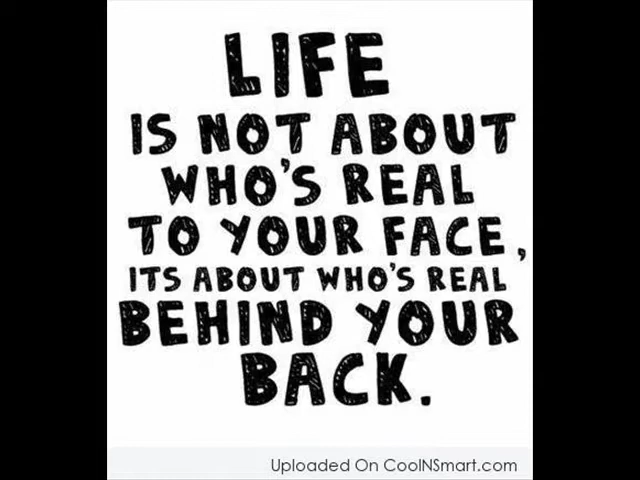 LIFE
IS NOT ABOUT
WHO'S REAL
TO YOUR FACE,
ITS ABOUT WHO'S REAL
BEHIND YOUR
BACK.
Uploaded On CoolNSmart.com